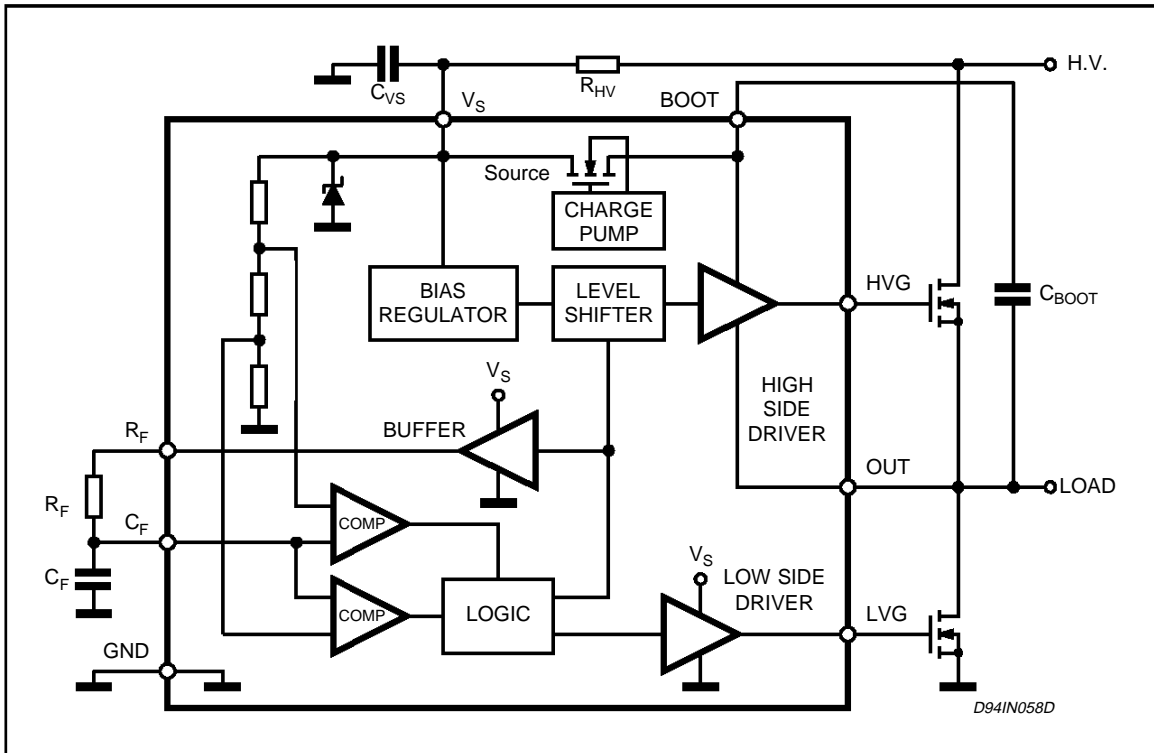 H.V.
C_VS
R_HV
V_S
BOOT
Source
CHARGE
PUMP
BIAS
REGULATOR
LEVEL
SHIFTER
HVG
C_BOOT
V_S
HIGH
SIDE
DRIVER
BUFFER
R_F
OUT
LOAD
R_F
C_F
COMP
C_F
V_S
LOW SIDE
DRIVER
COMP
LOGIC
LVG
GND
D94IN058D